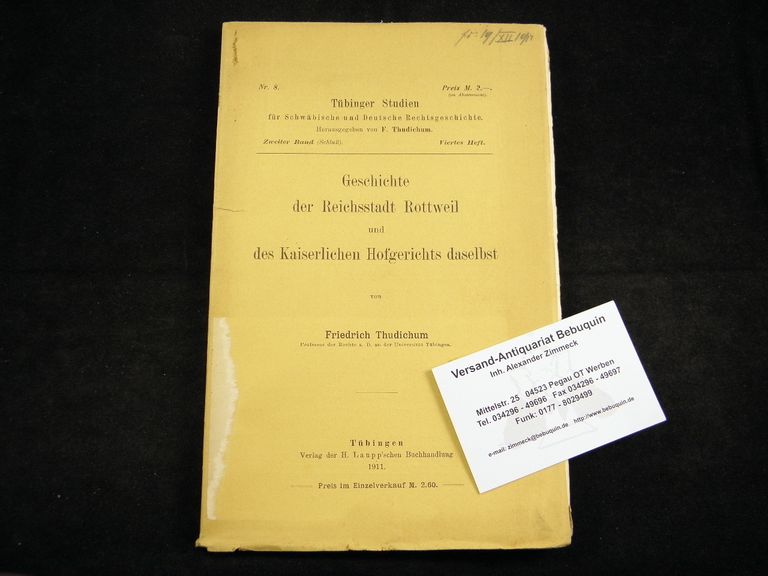 Nr. 8. Preis M. 2.—.
(im Abonnement).
Tübinger Studien
für Schwäbische und Deutsche Rechtsgeschichte.
Herausgegeben von F. Thudichum.
Zweiter Band (Schluß). Viertes Heft.
Geschichte
der Reichsstadt Rottweil
und
des Kaiserlichen Hofgerichts daselbst
von
Friedrich Thudichum
Professor der Rechte a. D. an der Universität Tübingen.
Tübingen
Verlag der H. Laupp'schen Buchhandlung
1911.
Preis im Einzelverkauf M. 2.60.
Versand-Antiquariat Bebuquin
Inh. Alexander Zimmeck
Mittelstr. 25 04523 Pegau OT Werben
Tel. 034296 - 49696 Fax 034296 - 49697
Funk: 0177 - 8029499
e-mail: zimmeck@bebuquin.de http://www.bebuquin.de